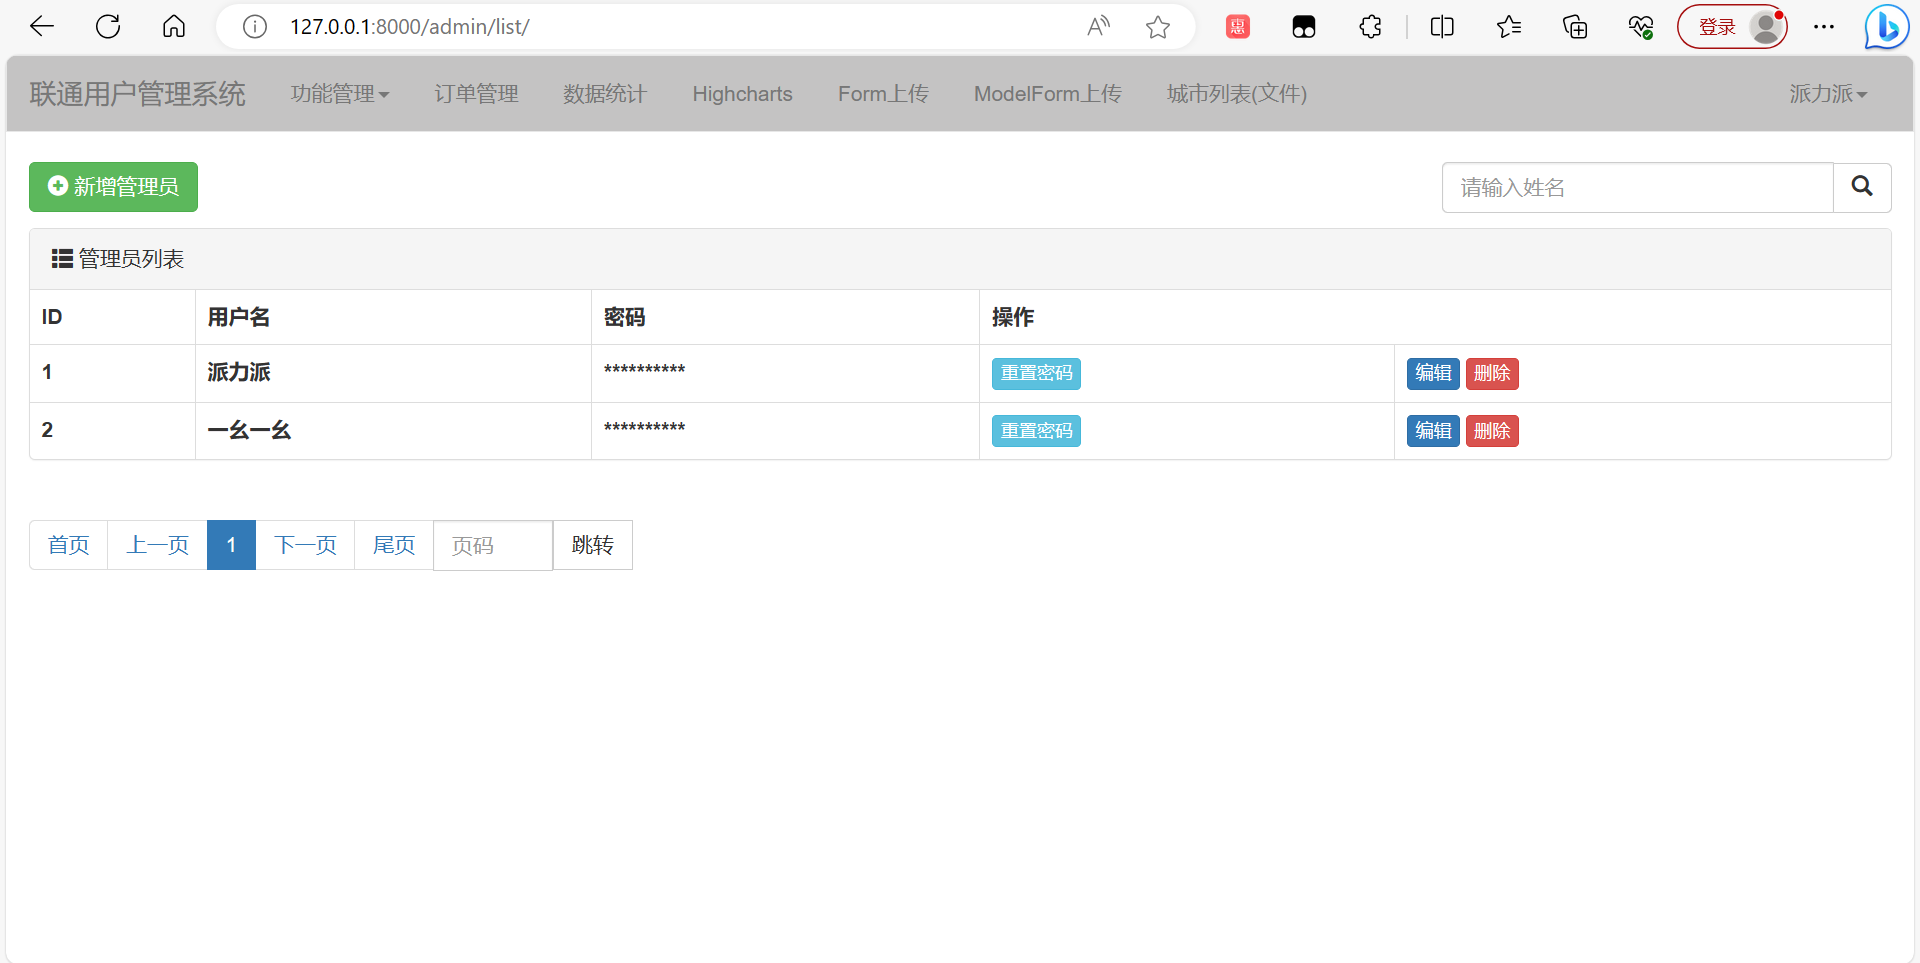 127.0.0.1:8000/admin/list/
惠
登录
联通用户管理系统 功能管理 订单管理 数据统计 Highcharts Form上传 ModelForm上传 城市列表(文件) 派力派
新增管理员 请输入姓名
管理员列表
ID 用户名 密码 操作
1 派力派 ********** 重置密码 编辑 删除
2 一幺一幺 ********** 重置密码 编辑 删除
首页 上一页 1 下一页 尾页 页码 跳转